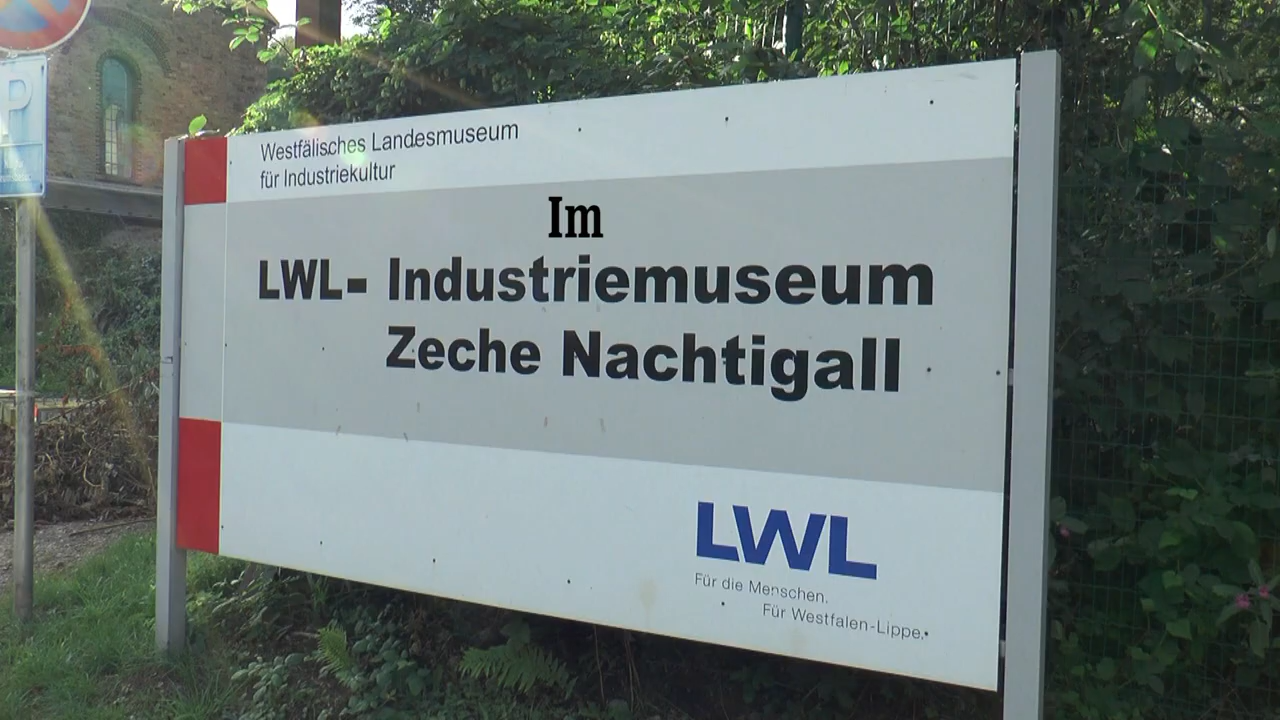 P
Westfälisches Landesmuseum
für Industriekultur
Im
LWL- Industriemuseum
Zeche Nachtigall
LWL
Für die Menschen.
Für Westfalen-Lippe.